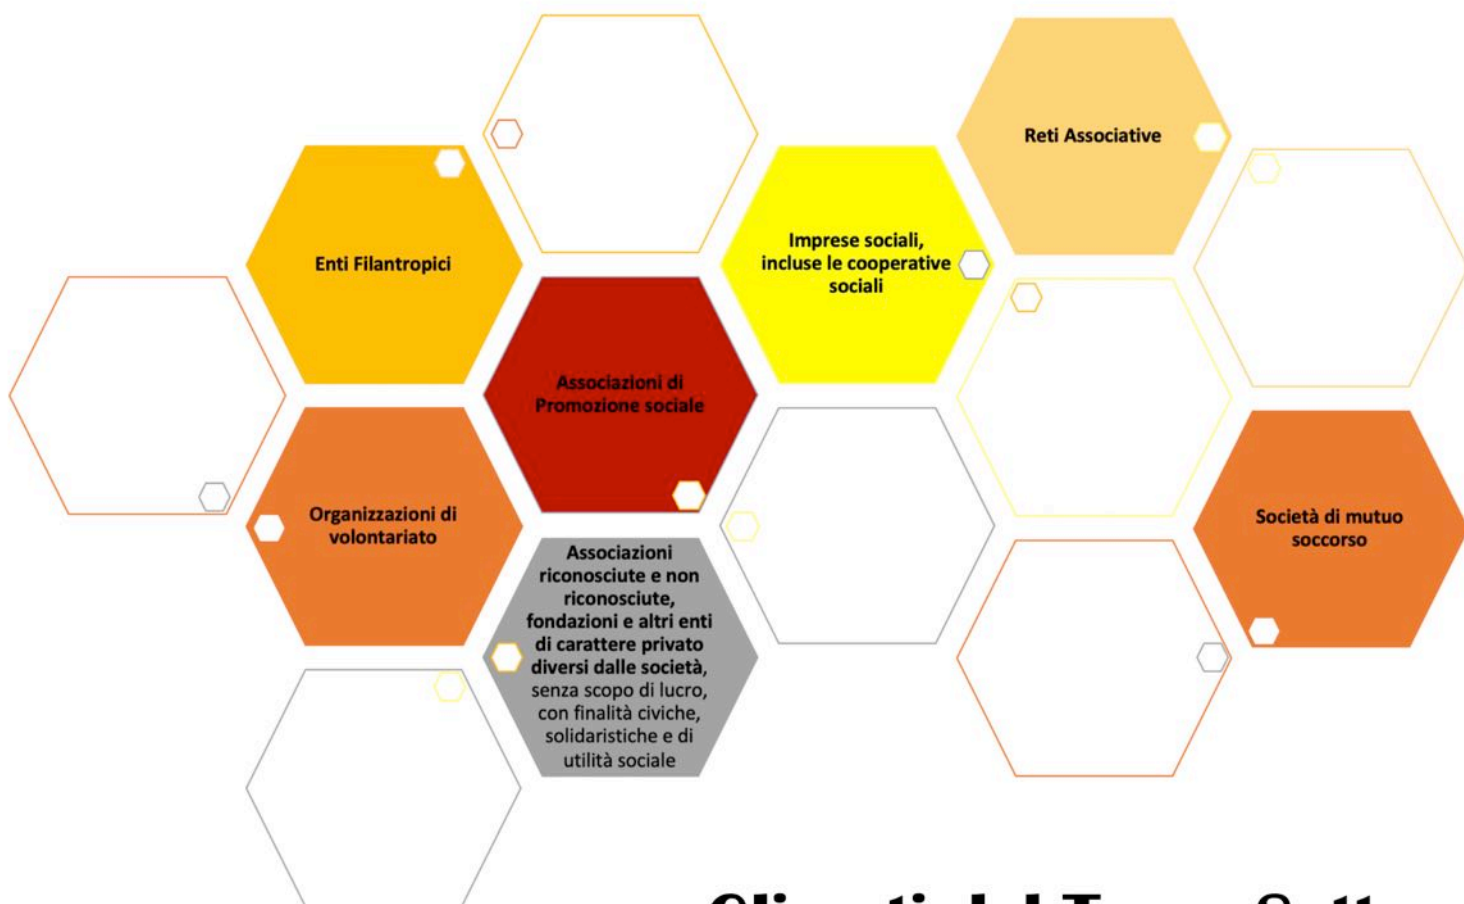 Reti Associative
Enti Filantropici
Imprese sociali,
incluse le cooperative
sociali
Associazioni di
Promozione sociale
Organizzazioni di
volontariato
Società di mutuo
soccorso
Associazioni
riconosciute e non
riconosciute,
fondazioni e altri enti
di carattere privato
diversi dalle società,
senza scopo di lucro,
con finalità civiche,
solidaristiche e di
utilità sociale